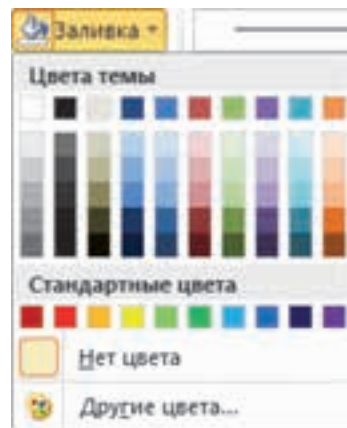 Заливка
Цвета темы
Стандартные цвета
Нет цвета
Другие цвета...